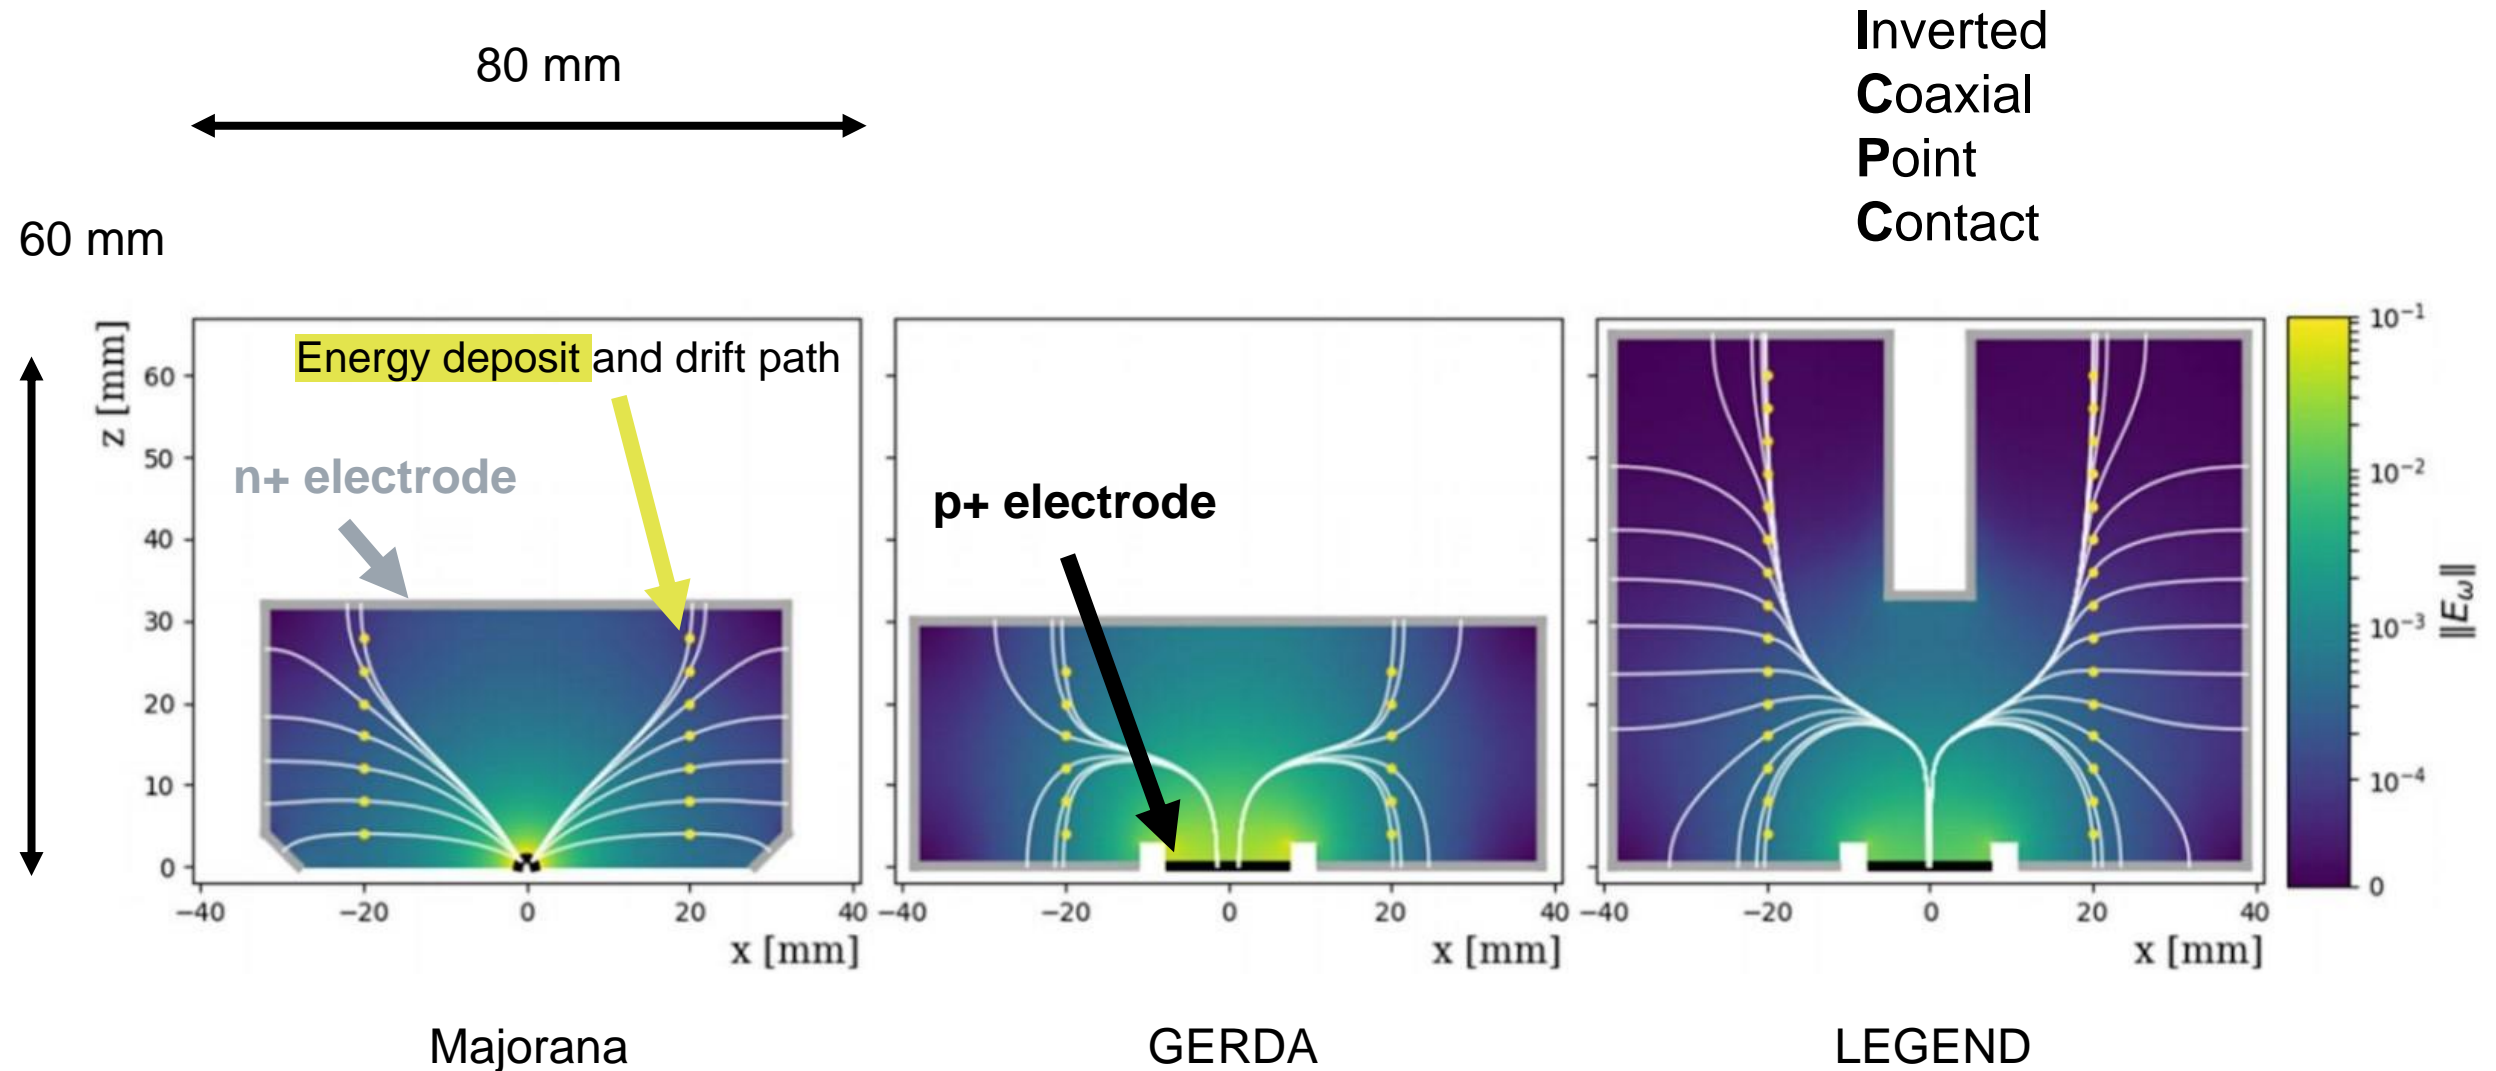 Inverted
Coaxial
Point
Contact
80 mm
60 mm
z [mm]
60
50
40
30
20
10
0
Energy deposit and drift path
n+ electrode
p+ electrode
10⁻¹
10⁻²
10⁻³
10⁻⁴
0
||E_ω||
−40 −20 0 20 40
−40 −20 0 20 40
−40 −20 0 20 40
x [mm] x [mm] x [mm]
Majorana GERDA LEGEND